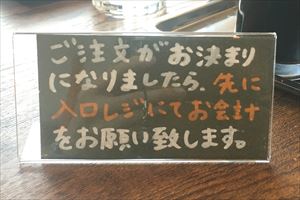 ご注文がお決まり
になりましたら、先に
入口レジにてお会計
をお願い致します。